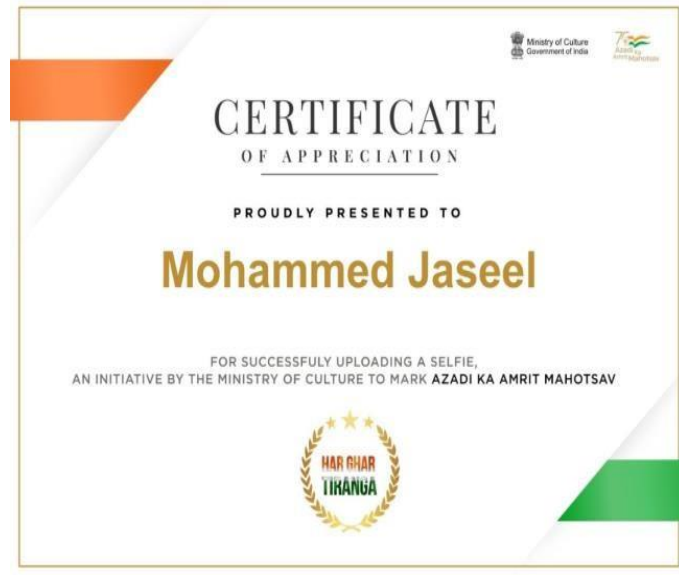 Ministry of Culture
Government of India
Azadi Ka
Amrit Mahotsav
CERTIFICATE
OF APPRECIATION
PROUDLY PRESENTED TO
Mohammed Jaseel
FOR SUCCESSFULY UPLOADING A SELFIE,
AN INITIATIVE BY THE MINISTRY OF CULTURE TO MARK AZADI KA AMRIT MAHOTSAV
HAR GHAR
TIRANGA